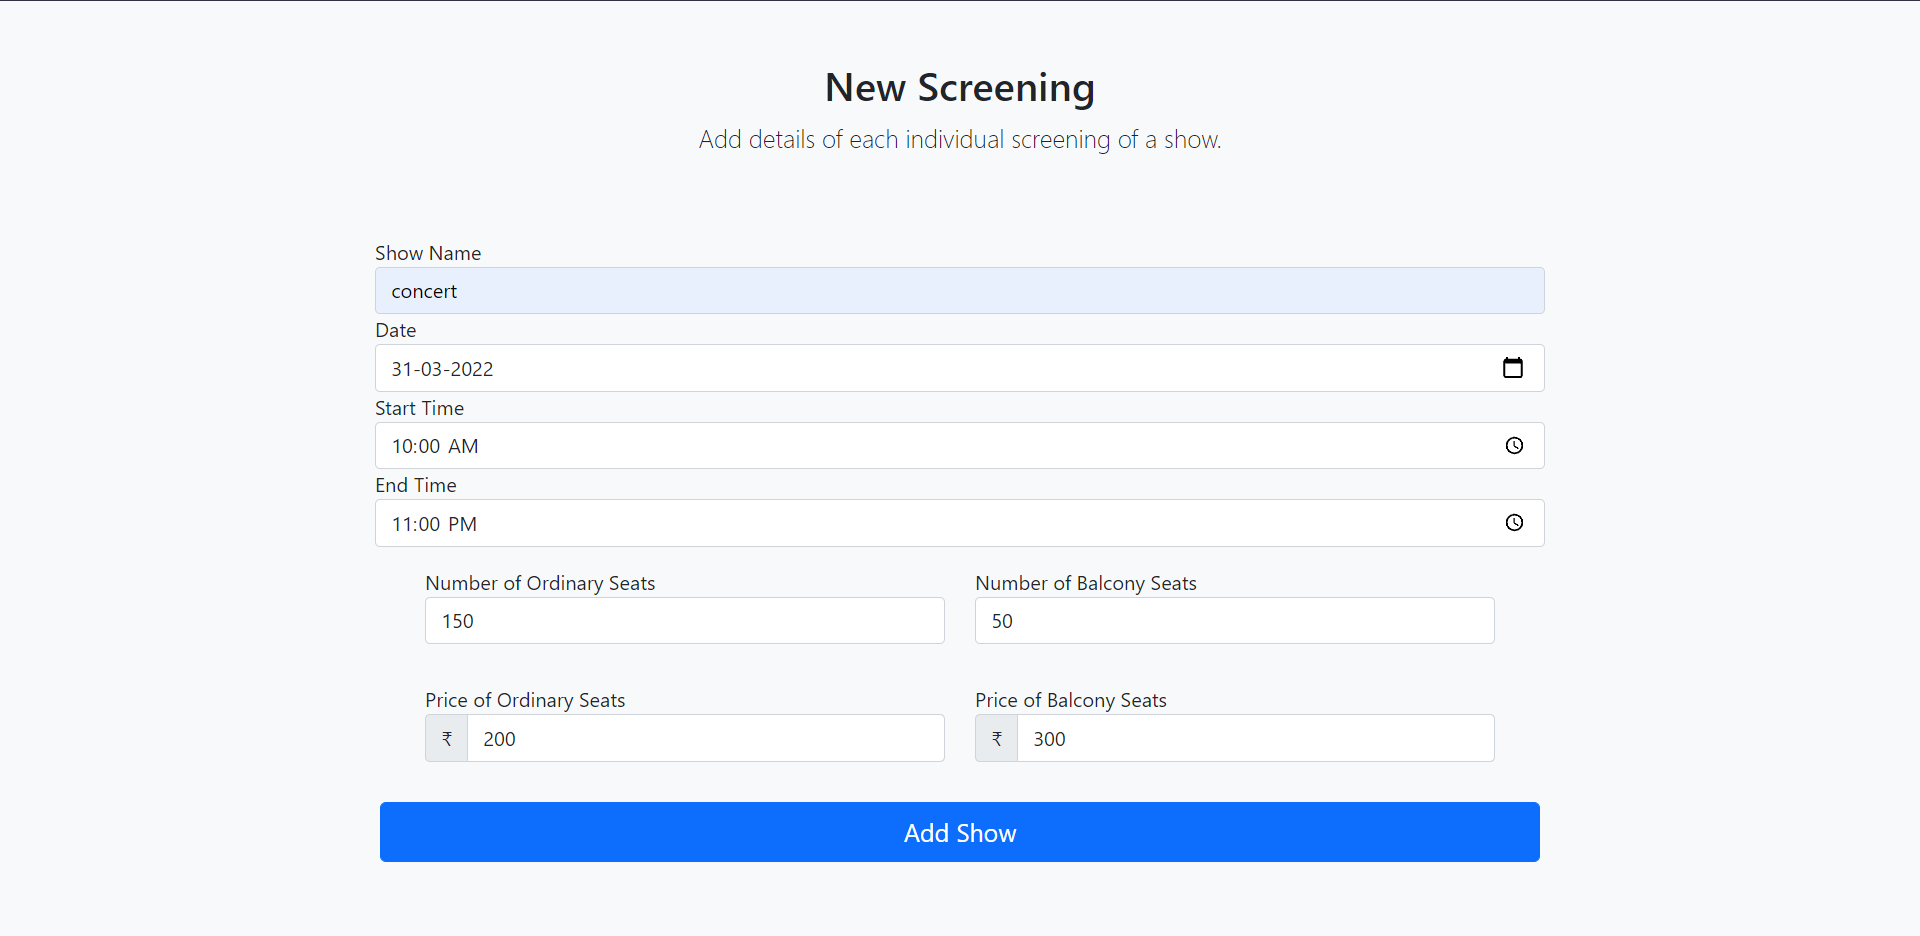 New Screening
Add details of each individual screening of a show.
Show Name
concert
Date
31-03-2022
Start Time
10:00 AM
End Time
11:00 PM
Number of Ordinary Seats
Number of Balcony Seats
150
50
Price of Ordinary Seats
Price of Balcony Seats
₹ 200
₹ 300
Add Show